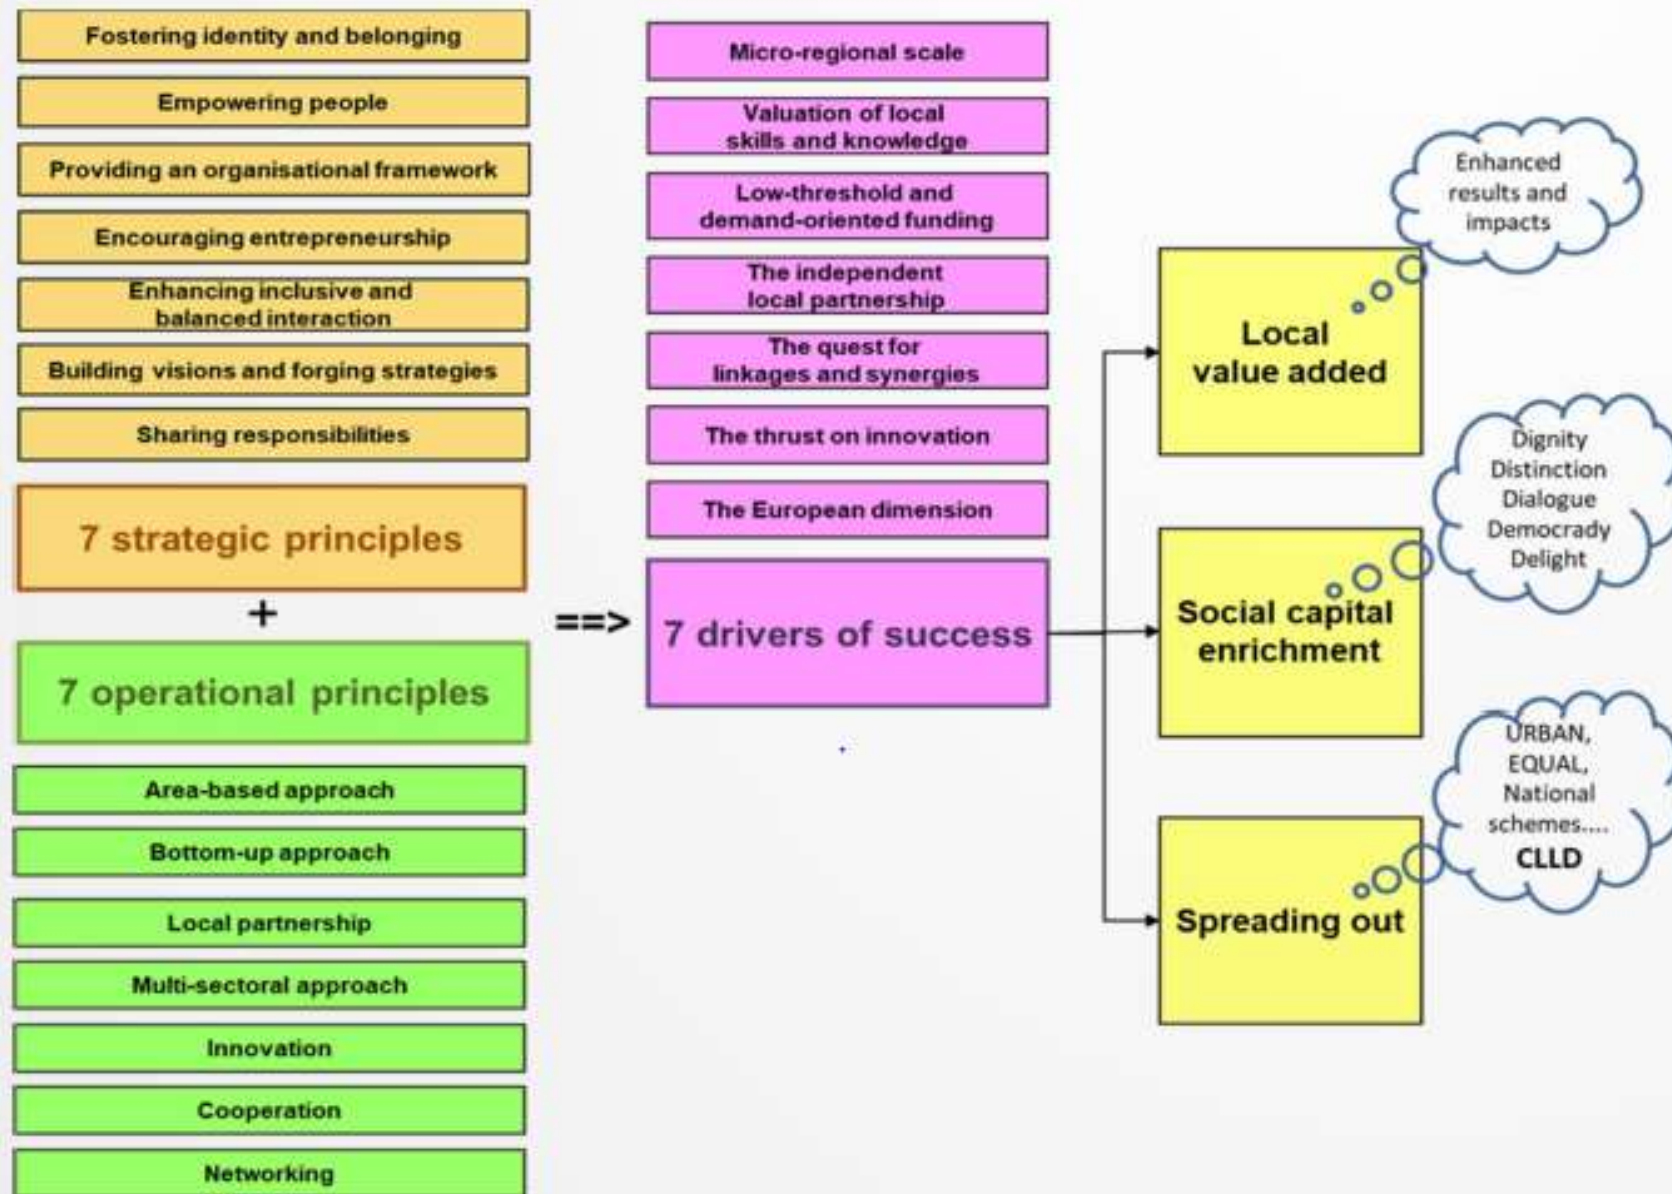 Fostering identity and belonging
Empowering people
Providing an organisational framework
Encouraging entrepreneurship
Enhancing inclusive and
balanced interaction
Building visions and forging strategies
Sharing responsibilities
7 strategic principles
+
7 operational principles
Area-based approach
Bottom-up approach
Local partnership
Multi-sectoral approach
Innovation
Cooperation
Networking
==>
Micro-regional scale
Valuation of local
skills and knowledge
Low-threshold and
demand-oriented funding
The independent
local partnership
The quest for
linkages and synergies
The thrust on innovation
The European dimension
7 drivers of success
Local
value added
Enhanced
results and
impacts
Social capital
enrichment
Dignity
Distinction
Dialogue
Democrady
Delight
Spreading out
URBAN,
EQUAL,
National
schemes....
CLLD